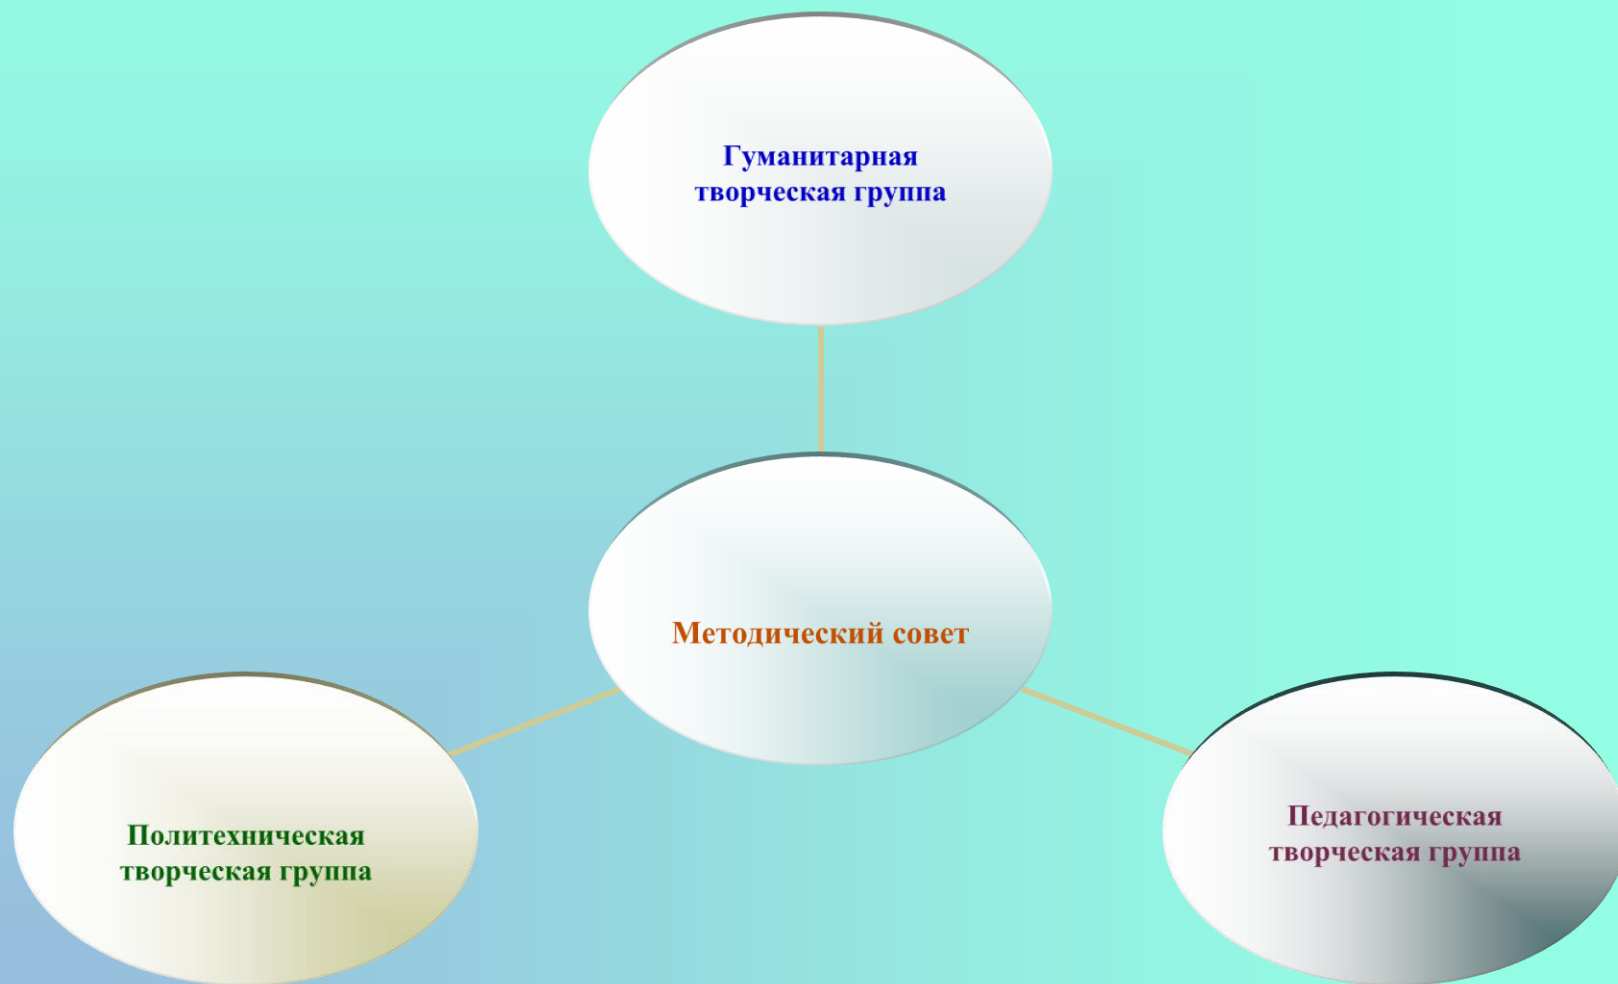 Гуманитарная
творческая группа
Методический совет
Политехническая
творческая группа
Педагогическая
творческая группа